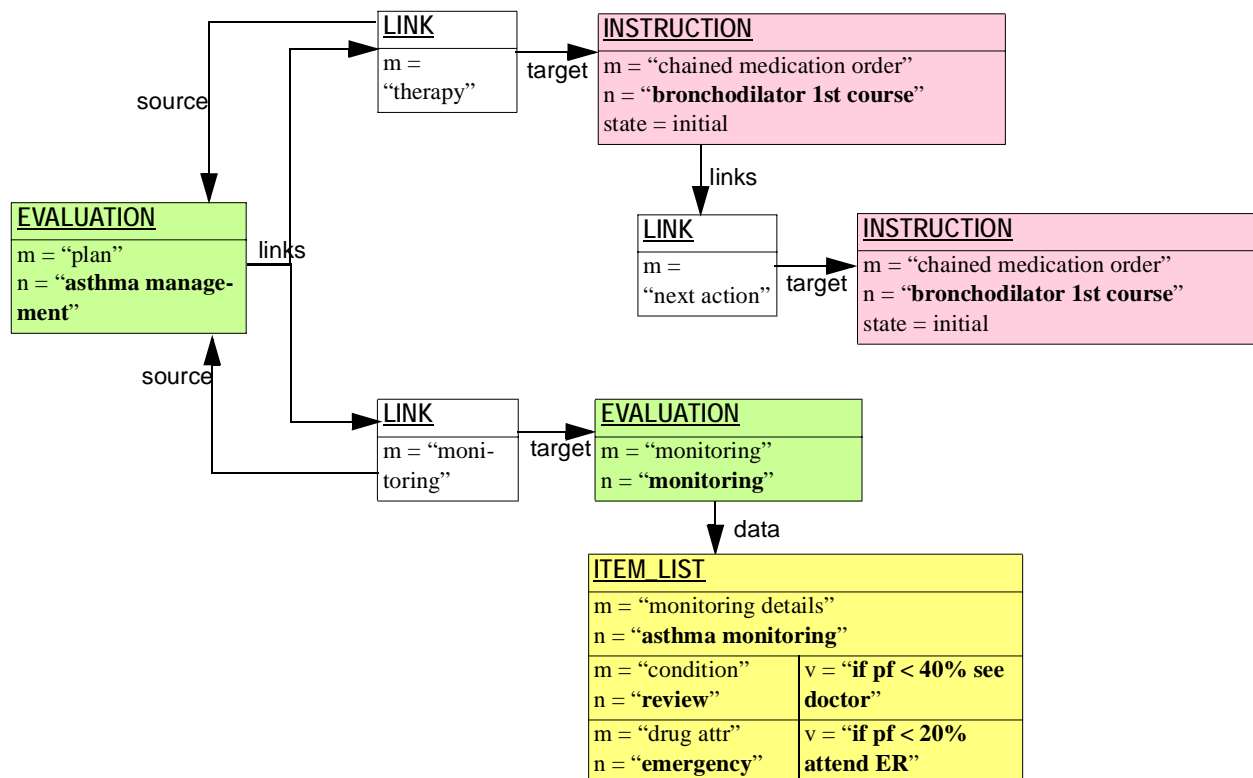 LINK
m =
“therapy”
target
INSTRUCTION
m = “chained medication order”
n = “bronchodilator 1st course”
state = initial
source
links
EVALUATION
m = “plan”
n = “asthma manage-
ment”
links
LINK
m =
“next action”
target
INSTRUCTION
m = “chained medication order”
n = “bronchodilator 1st course”
state = initial
source
LINK
m = “moni-
toring”
target
EVALUATION
m = “monitoring”
n = “monitoring”
data
ITEM_LIST
m = “monitoring details”
n = “asthma monitoring”
m = “condition”
n = “review”
v = “if pf < 40% see
doctor”
m = “drug attr”
n = “emergency”
v = “if pf < 20%
attend ER”